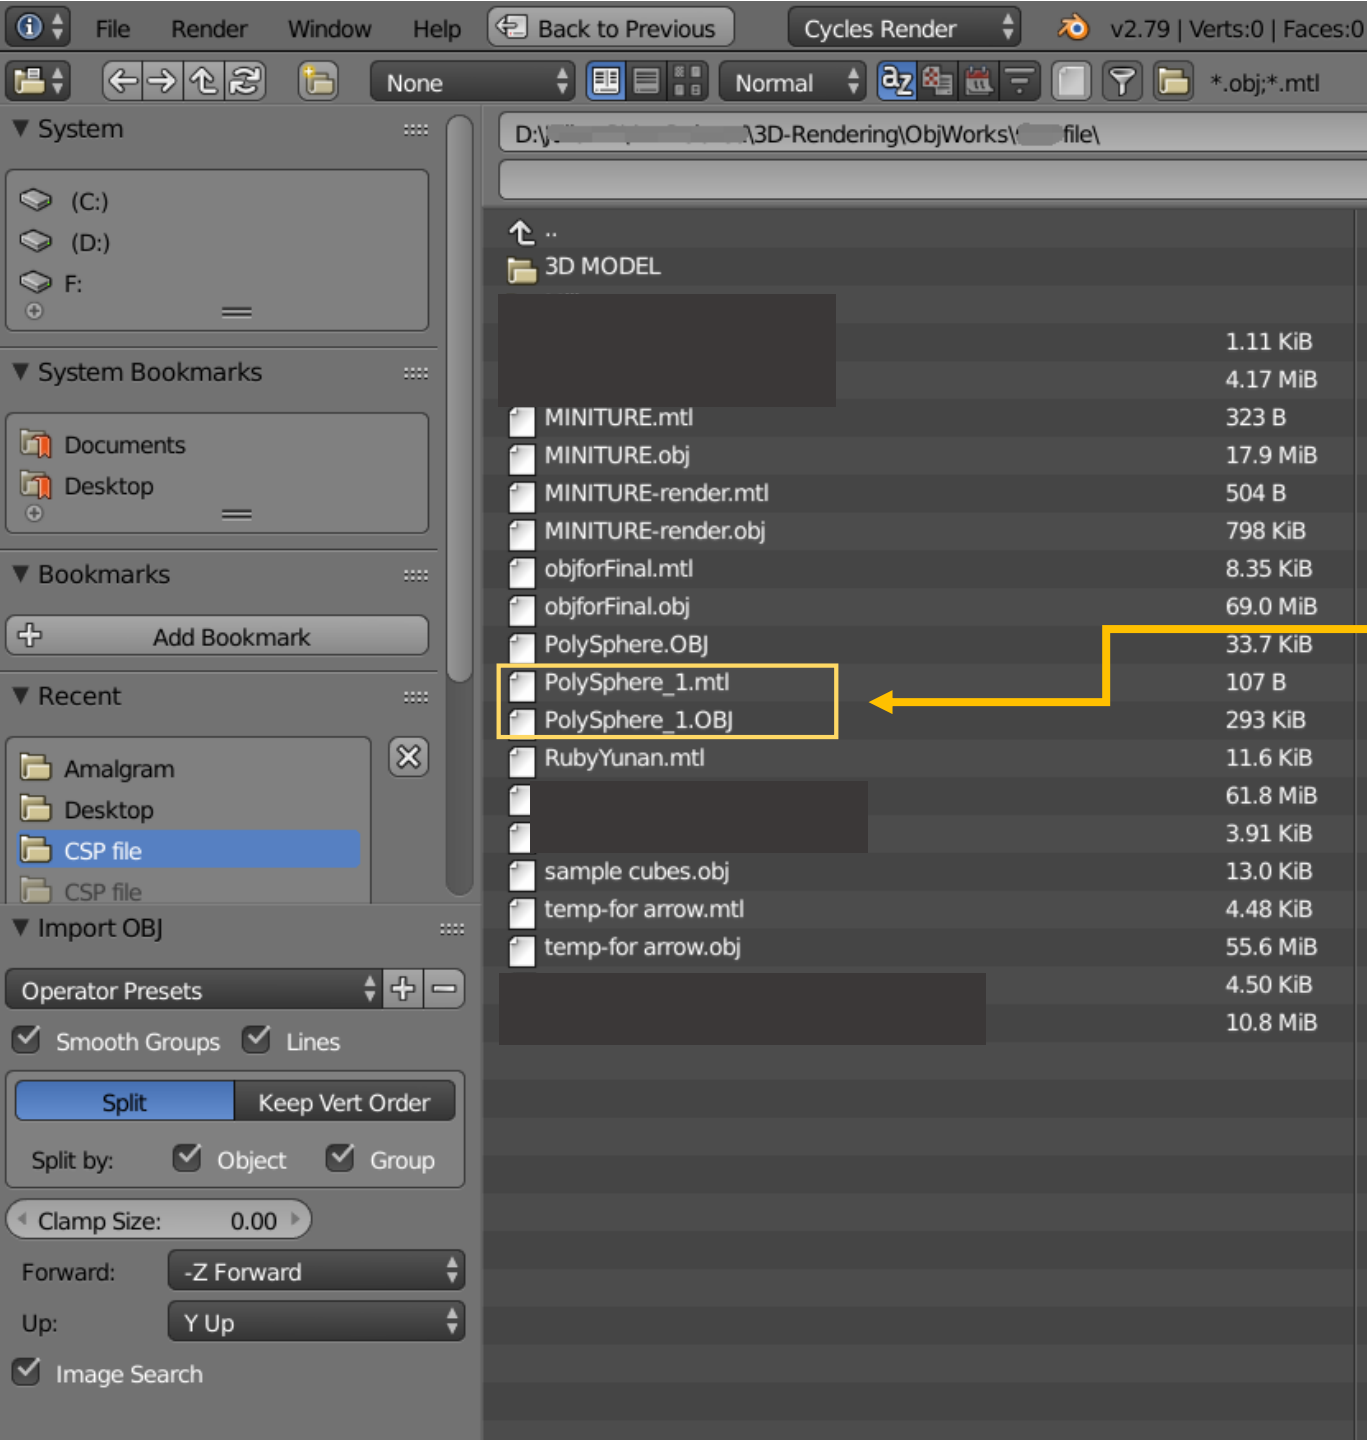 File Render Window Help Back to Previous Cycles Render v2.79 | Verts:0 | Faces:0
None Normal *.obj;*.mtl
System
(C:)
(D:)
F:
System Bookmarks
Documents
Desktop
Bookmarks
Add Bookmark
Recent
Amalgram
Desktop
CSP file
CSP file
Import OBJ
Operator Presets
Smooth Groups Lines
Split Keep Vert Order
Split by: Object Group
Clamp Size: 0.00
Forward: -Z Forward
Up: Y Up
Image Search
D:\ \3D-Rendering\ObjWorks\ file\
..
3D MODEL
1.11 KiB
4.17 MiB
MINITURE.mtl 323 B
MINITURE.obj 17.9 MiB
MINITURE-render.mtl 504 B
MINITURE-render.obj 798 KiB
objforFinal.mtl 8.35 KiB
objforFinal.obj 69.0 MiB
PolySphere.OBJ 33.7 KiB
PolySphere_1.mtl 107 B
PolySphere_1.OBJ 293 KiB
RubyYunan.mtl 11.6 KiB
61.8 MiB
3.91 KiB
sample cubes.obj 13.0 KiB
temp-for arrow.mtl 4.48 KiB
temp-for arrow.obj 55.6 MiB
4.50 KiB
10.8 MiB